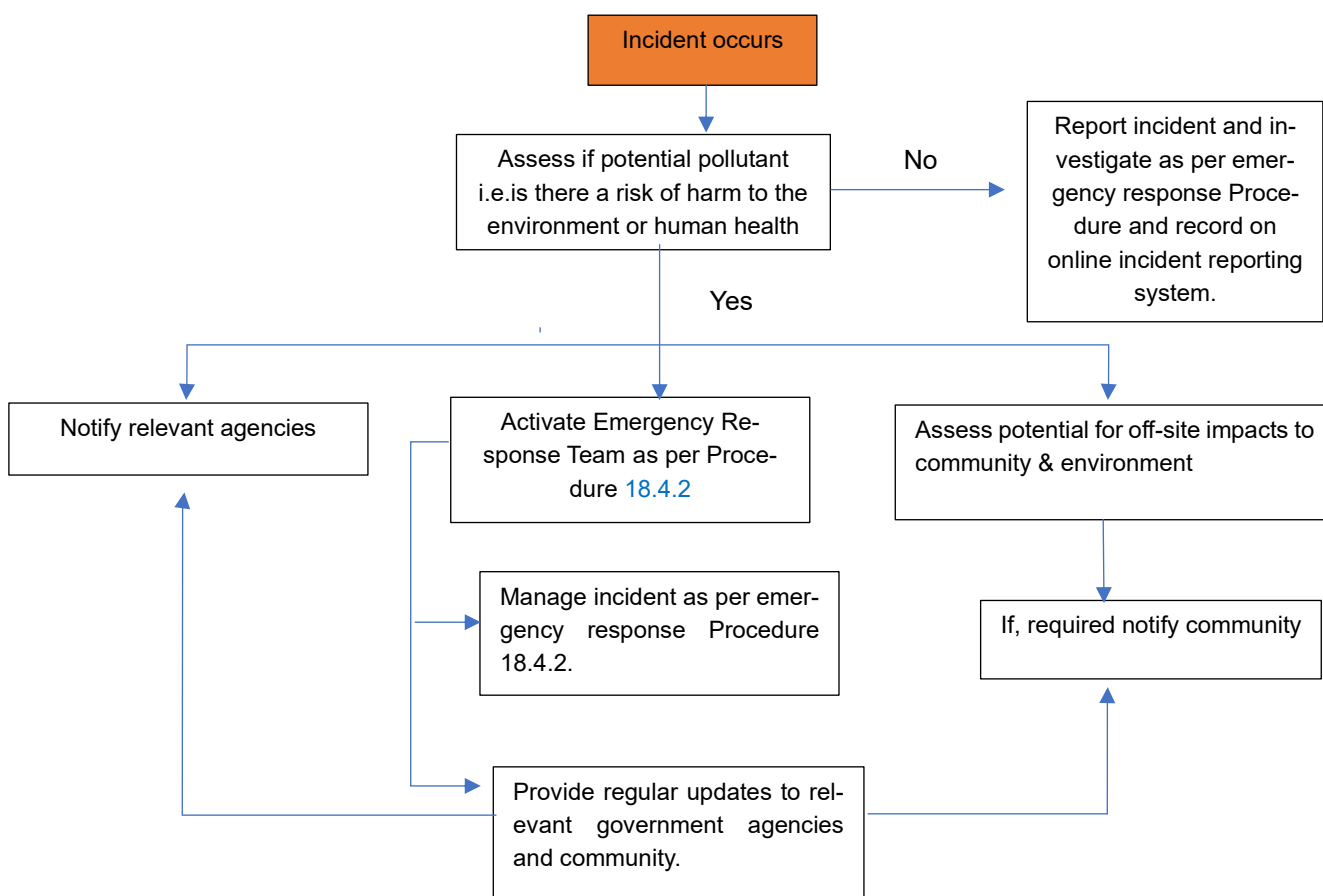 Incident occurs
Assess if potential pollutant
i.e.is there a risk of harm to the
environment or human health
No
Report incident and in-
vestigate as per emer-
gency response Proce-
dure and record on
online incident reporting
system.
Yes
Notify relevant agencies
Activate Emergency Re-
sponse Team as per Proce-
dure 18.4.2
Assess potential for off-site impacts to
community & environment
Manage incident as per emer-
gency response Procedure
18.4.2.
If, required notify community
Provide regular updates to rel-
evant government agencies
and community.